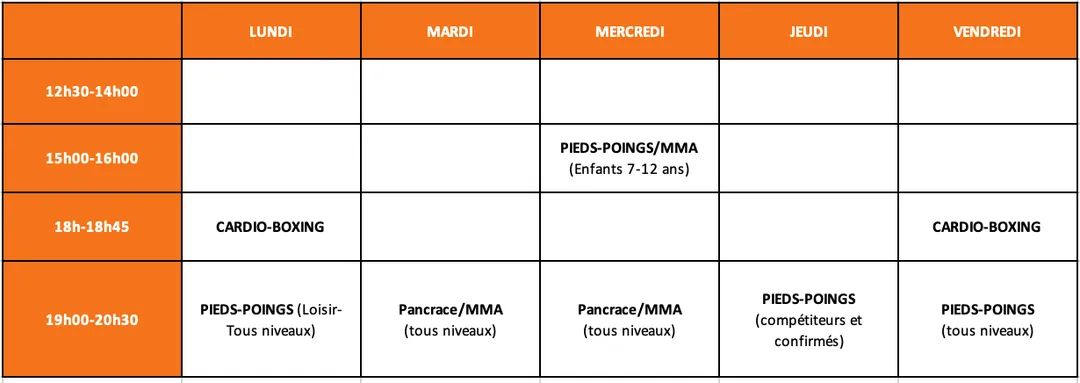 LUNDI MARDI MERCREDI JEUDI VENDREDI
12h30-14h00
15h00-16h00 PIEDS-POINGS/MMA
(Enfants 7-12 ans)
18h-18h45 CARDIO-BOXING CARDIO-BOXING
19h00-20h30
PIEDS-POINGS (Loisir-
Tous niveaux)
Pancrace/MMA
(tous niveaux)
Pancrace/MMA
(tous niveaux)
PIEDS-POINGS
(compétiteurs et
confirmés)
PIEDS-POINGS
(tous niveaux)